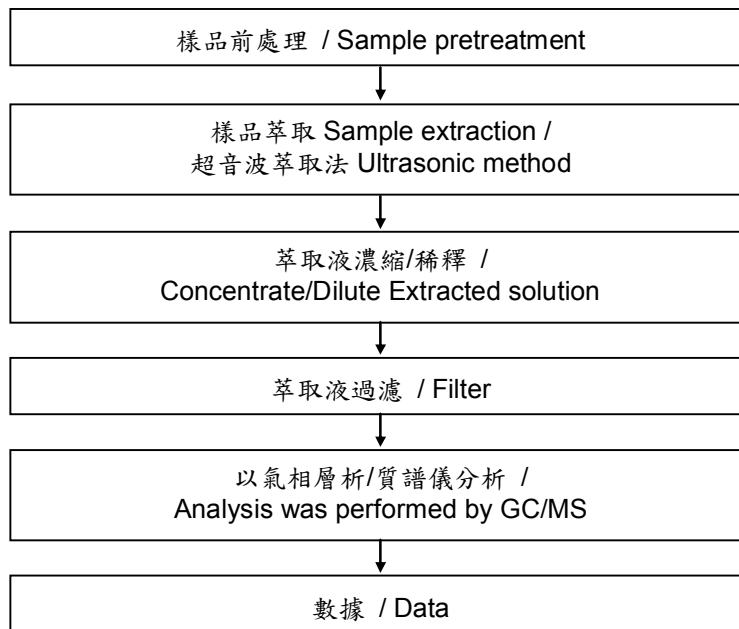 樣品前處理 / Sample pretreatment
樣品萃取 Sample extraction /
超音波萃取法 Ultrasonic method
萃取液濃縮/稀釋 /
Concentrate/Dilute Extracted solution
萃取液過濾 / Filter
以氣相層析/質譜儀分析 /
Analysis was performed by GC/MS
數據 / Data